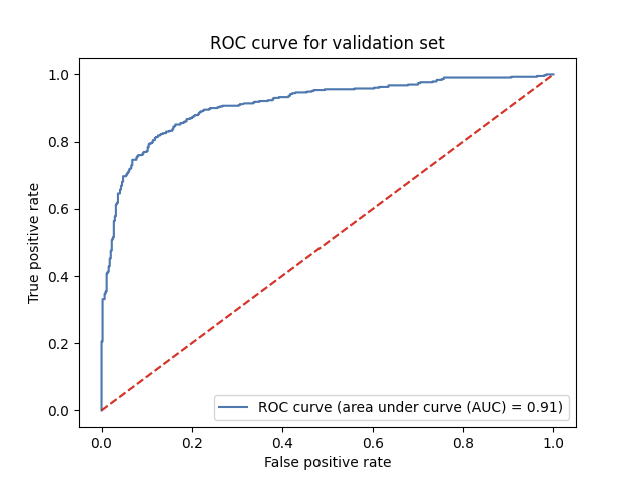 ROC curve for validation set
True positive rate
1.0
0.8
0.6
0.4
0.2
0.0
ROC curve (area under curve (AUC) = 0.91)
0.0 0.2 0.4 0.6 0.8 1.0
False positive rate